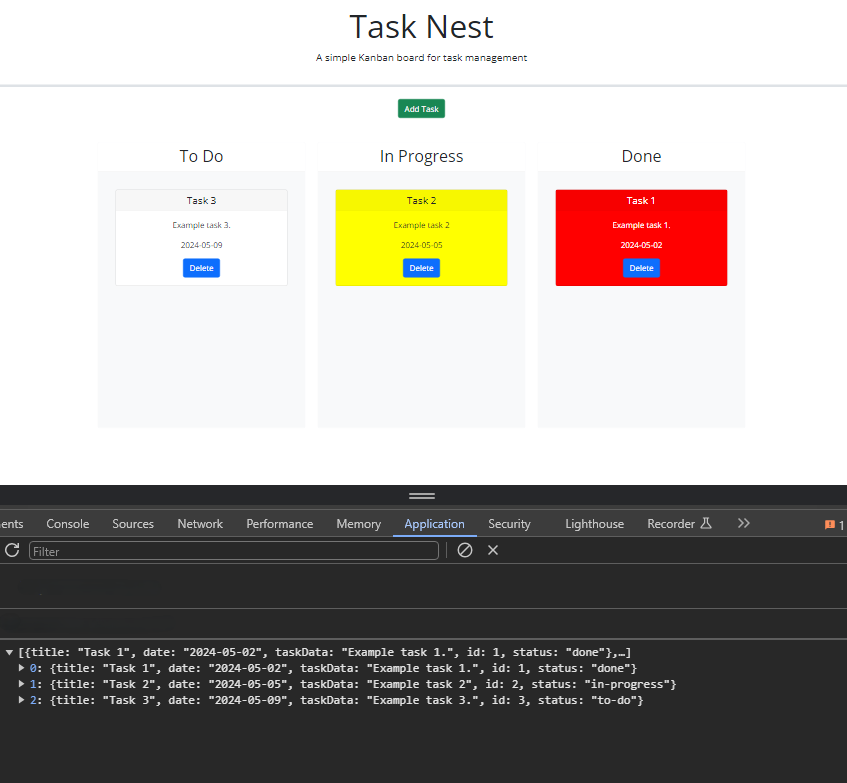 Task Nest
A simple Kanban board for task management
Add Task
To Do
In Progress
Done
Task 3
Example task 3.
2024-05-09
Delete
Task 2
Example task 2
2024-05-05
Delete
Task 1
Example task 1.
2024-05-02
Delete
ents Console Sources Network Performance Memory Application Security Lighthouse Recorder 1
Filter
[{title: "Task 1", date: "2024-05-02", taskData: "Example task 1.", id: 1, status: "done"},…]
0: {title: "Task 1", date: "2024-05-02", taskData: "Example task 1.", id: 1, status: "done"}
1: {title: "Task 2", date: "2024-05-05", taskData: "Example task 2", id: 2, status: "in-progress"}
2: {title: "Task 3", date: "2024-05-09", taskData: "Example task 3.", id: 3, status: "to-do"}